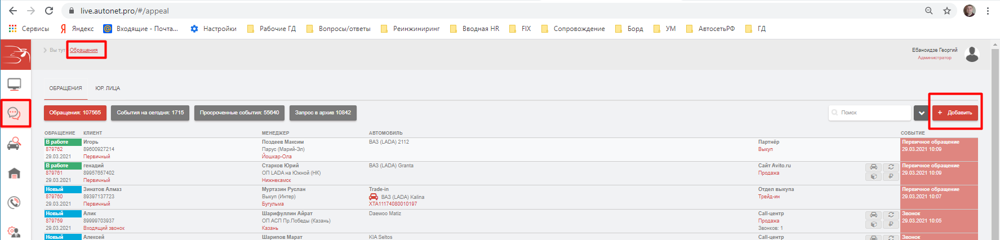 live.autonet.pro/#/appeal
Сервисы Яндекс Входящие - Почта... Настройки Рабочие ГД Вопросы/ответы Реинжиниринг Вводная HR FIX Сопровождение Борд УМ АвтосетьРФ ГД
Вы тут Обращения
Ебаноидзе Георгий
Администратор
ОБРАЩЕНИЯ ЮР. ЛИЦА
Обращения: 107565 События на сегодня: 1715 Просроченные события: 55640 Запрос в архив 10842 Поиск + Добавить
ОБРАЩЕНИЕ КЛИЕНТ МЕНЕДЖЕР АВТОМОБИЛЬ СОБЫТИЕ
В работе Игорь Поздеев Максим ВАЗ (LADA) 2112 Партнёр Первичное обращение
879762 89600927214 Парус (Марий-Эл) Выкуп 29.03.2021 10:09
29.03.2021 Первичный Йошкар-Ола
В работе генадий Старков Юрий ВАЗ (LADA) Granta Сайт Avito.ru Первичное обращение
879761 89957657402 ОП LADA на Южной (НК) Продажа 29.03.2021 10:09
29.03.2021 Первичный Нижнекамск
Новый Зинатов Алмаз Муртазин Руслан Trade-in Отдел выкупа Первичное обращение
879760 89397137723 Выкуп (Интер) ВАЗ (LADA) Kalina Трейд-ин 29.03.2021 10:07
29.03.2021 Первичный Бугульма XTA11174080010197
Новый Алик Шарифуллин Айрат Daewoo Matiz Call-центр Звонок
879759 89999703937 ОП АСП Пр.Победы (Казань) Продажа 29.03.2021 10:05
29.03.2021 Входящий звонок Казань Звонков: 1
Новый Алексей Шарипов Марат KIA Seltos Call-центр Звонок